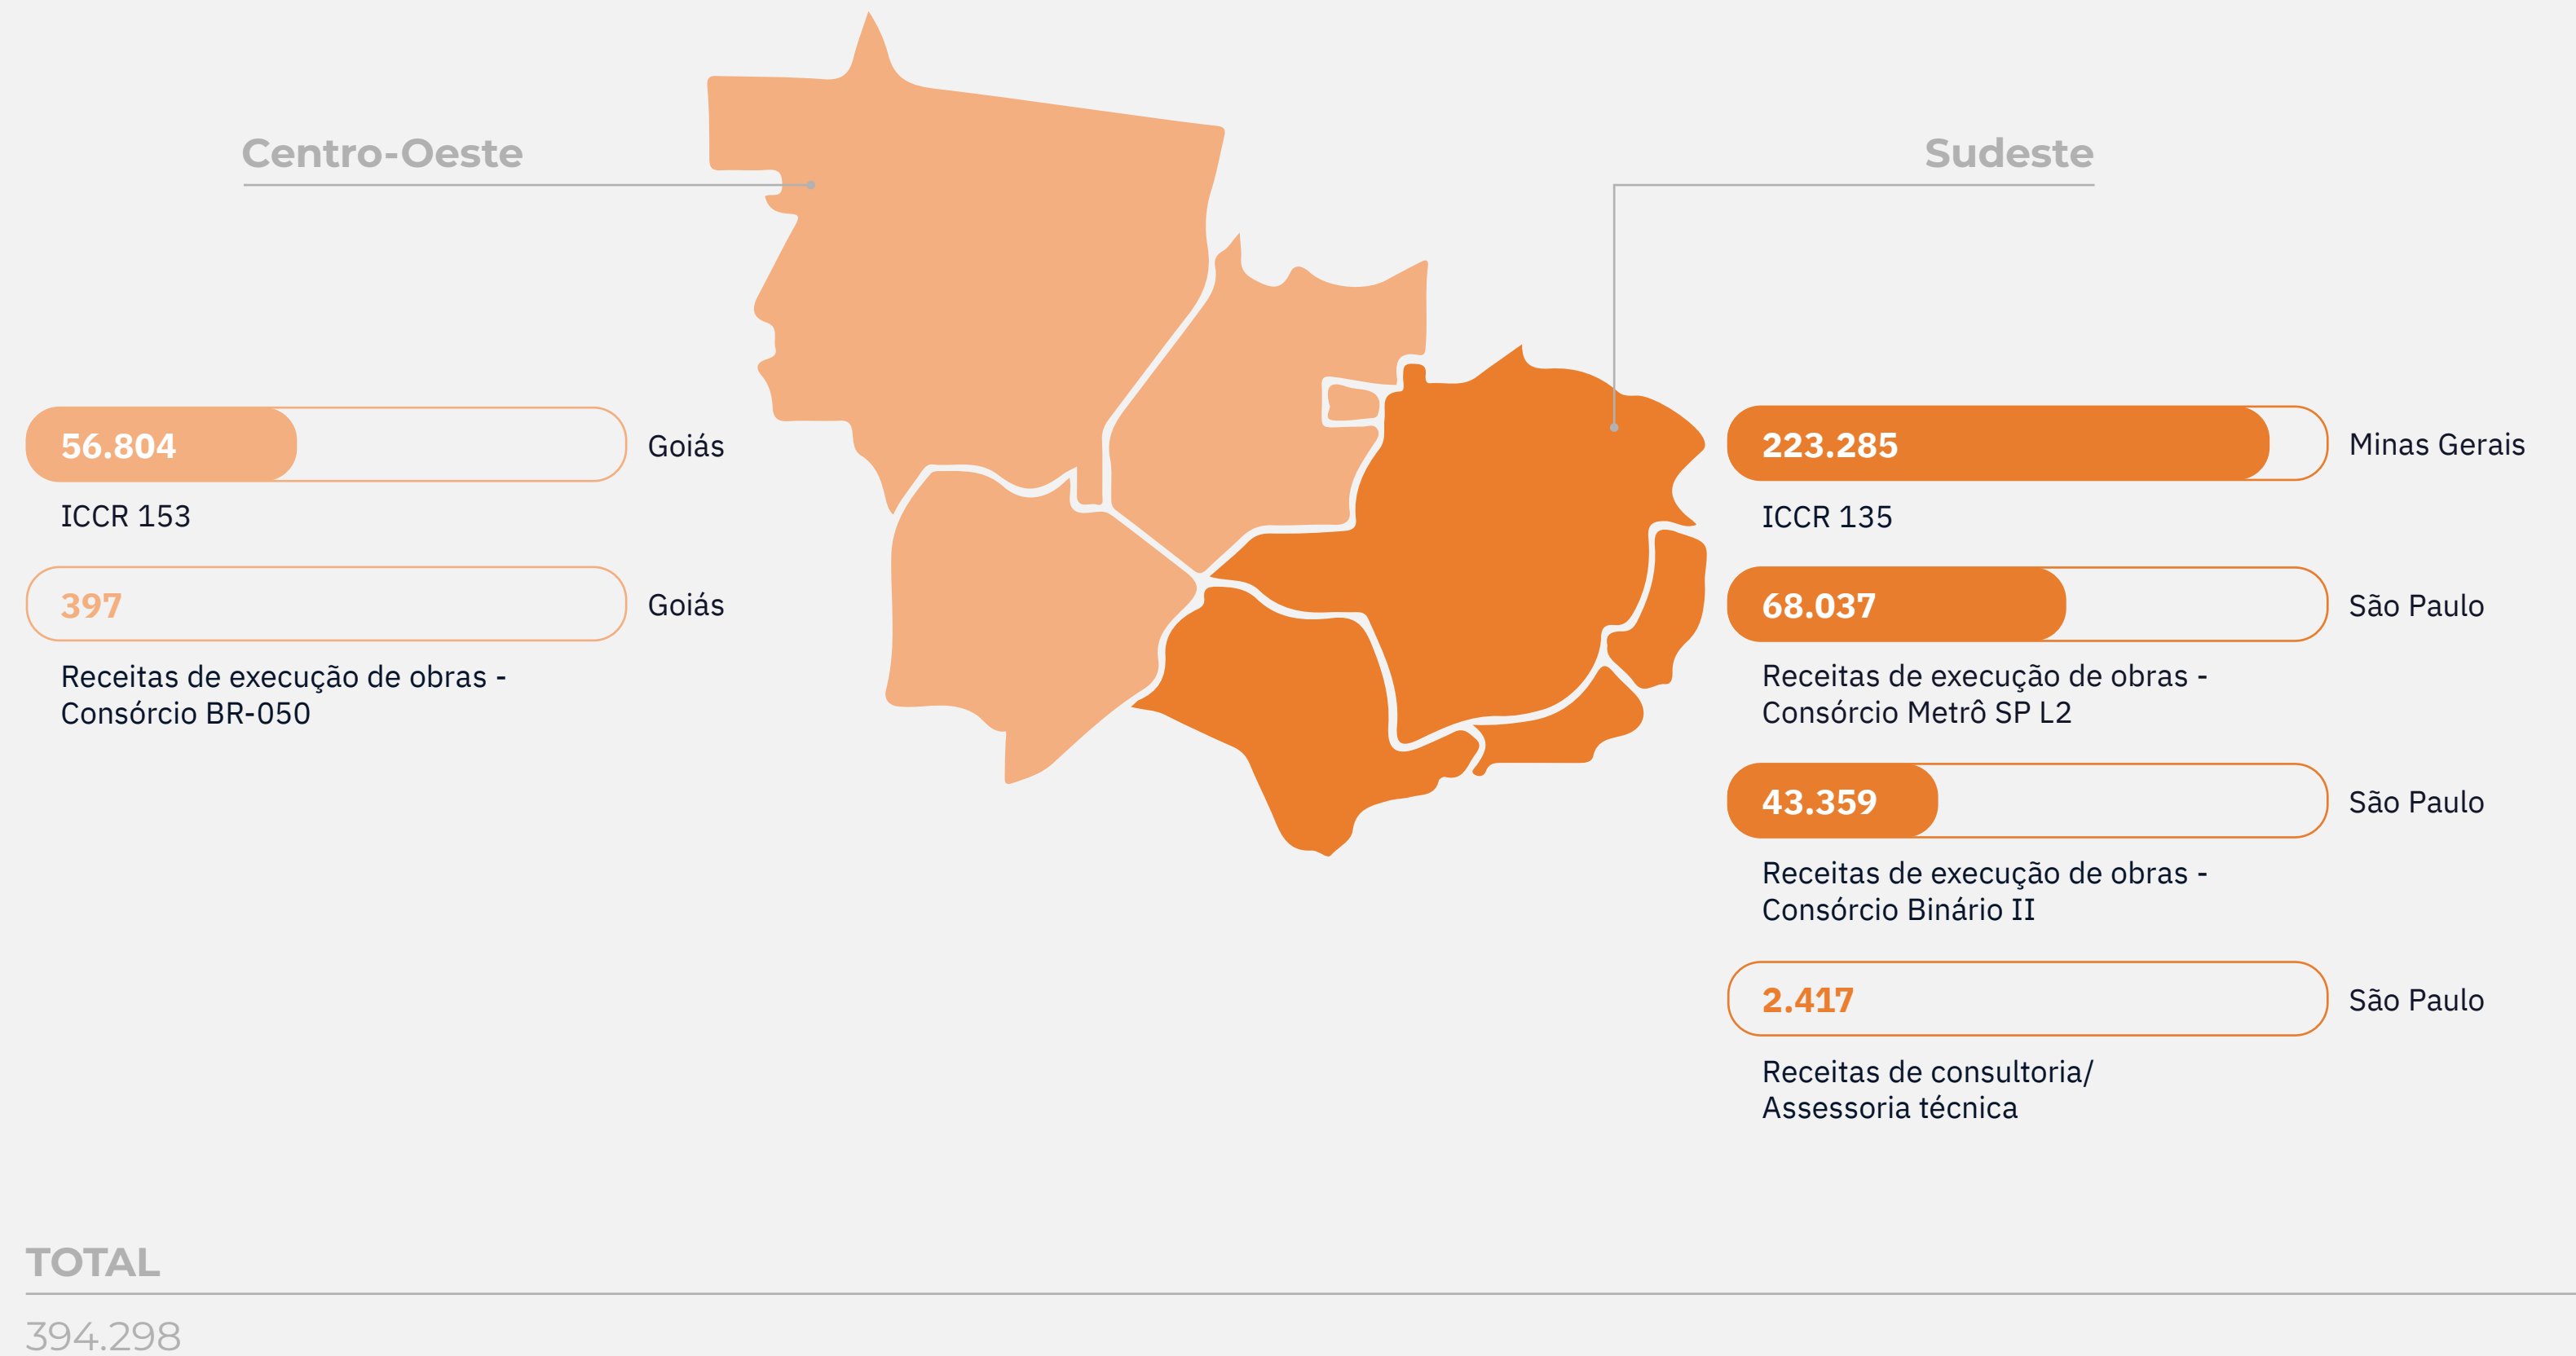 Centro-Oeste
56.804
Goiás
ICCR 153
397
Goiás
Receitas de execução de obras -
Consórcio BR-050
Sudeste
223.285
Minas Gerais
ICCR 135
68.037
São Paulo
Receitas de execução de obras -
Consórcio Metrô SP L2
43.359
São Paulo
Receitas de execução de obras -
Consórcio Binário II
2.417
São Paulo
Receitas de consultoria/
Assessoria técnica
TOTAL
394.298